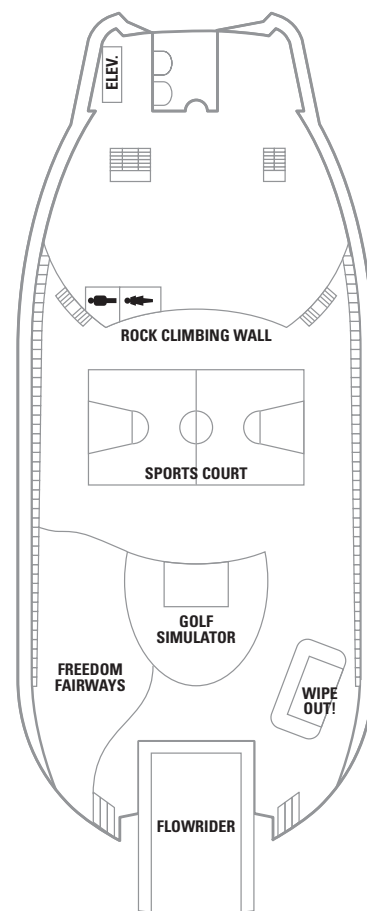 ELEV.
ROCK CLIMBING WALL
SPORTS COURT
GOLF
SIMULATOR
FREEDOM
FAIRWAYS
WIPE
OUT!
FLOWRIDER